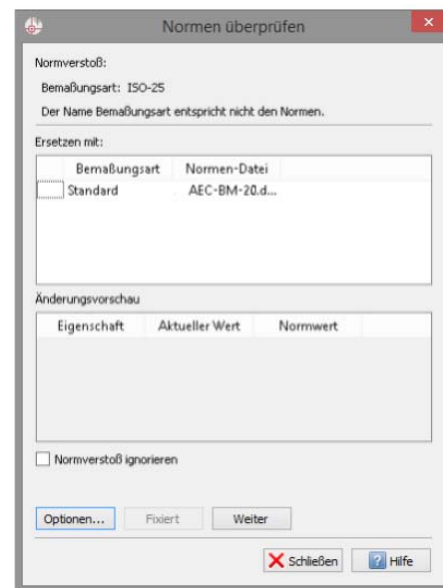 Normen überprüfen
Normverstoß:
Bemaßungsart: ISO-25
Der Name Bemaßungsart entspricht nicht den Normen.
Ersetzen mit:
Bemaßungsart Normen-Datei
Standard AEC-BM-20.d...
Änderungsvorschau
Eigenschaft Aktueller Wert Normwert
Normverstoß ignorieren
Optionen... Fixiert Weiter
Schließen ? Hilfe